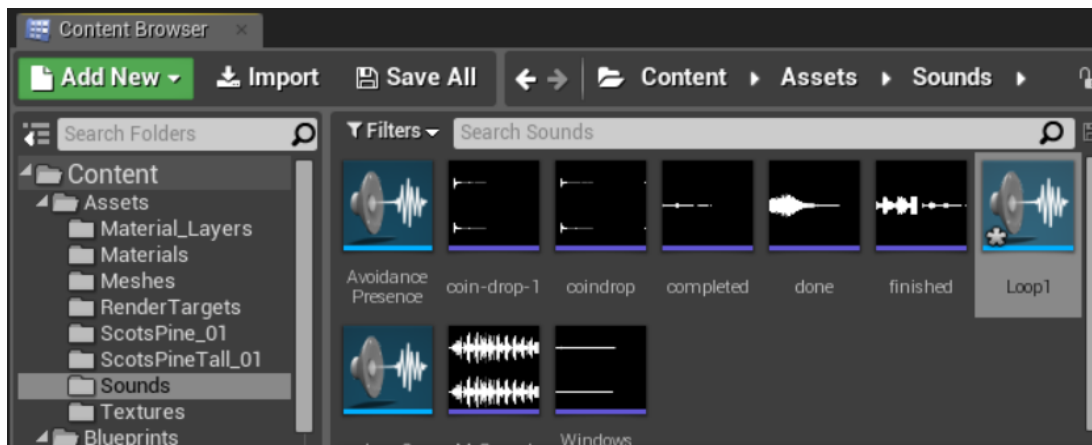 Content Browser
Add New
Import
Save All
Content
Assets
Sounds
Search Folders
Filters
Search Sounds
Content
Assets
Material_Layers
Materials
Meshes
RenderTargets
ScotsPine_01
ScotsPineTall_01
Sounds
Textures
Blueprints
Avoidance
Presence
coin-drop-1
coindrop
completed
done
finished
Loop1
Windows